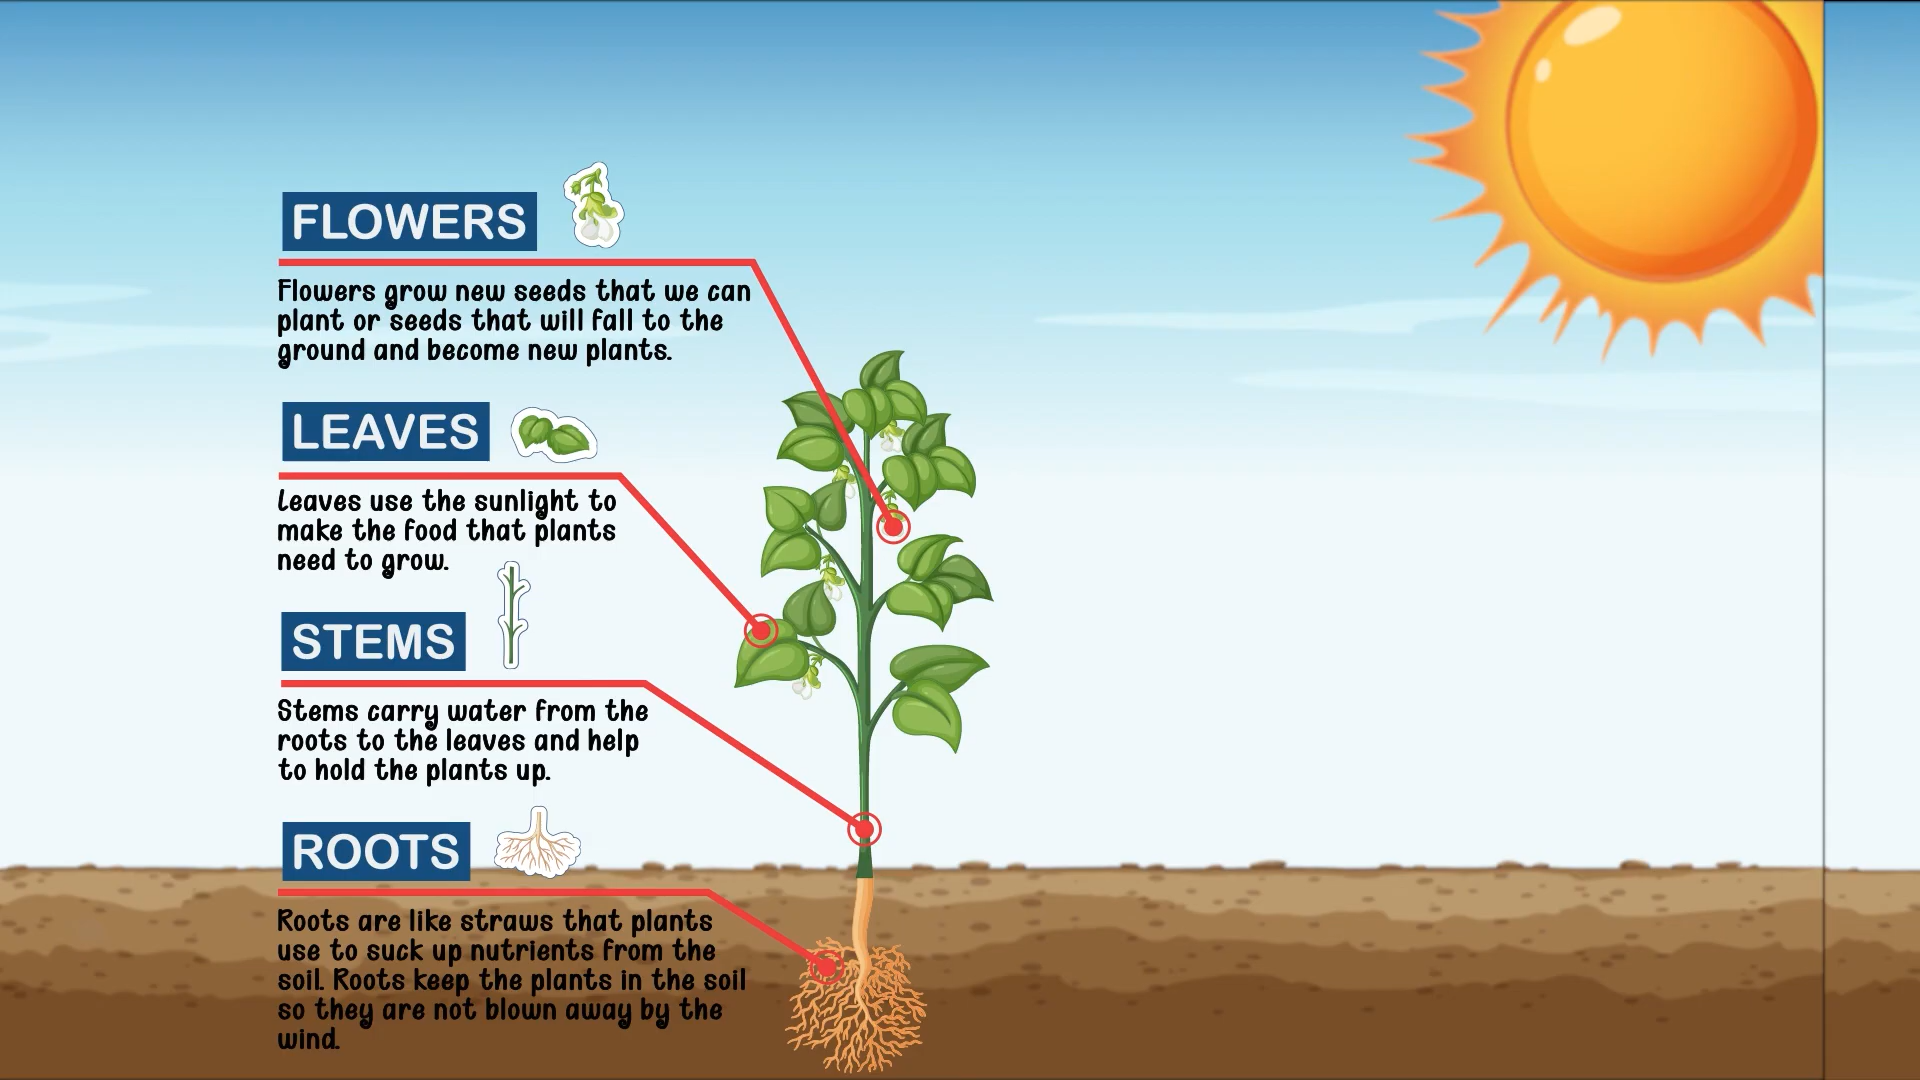 FLOWERS
Flowers grow new seeds that we can
plant or seeds that will fall to the
ground and become new plants.
LEAVES
Leaves use the sunlight to
make the food that plants
need to grow.
STEMS
Stems carry water from the
roots to the leaves and help
to hold the plants up.
ROOTS
Roots are like straws that plants
use to suck up nutrients from the
soil. Roots keep the plants in the soil
so they are not blown away by the
wind.